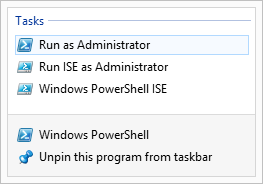 Tasks
Run as Administrator
Run ISE as Administrator
Windows PowerShell ISE
Windows PowerShell
Unpin this program from taskbar